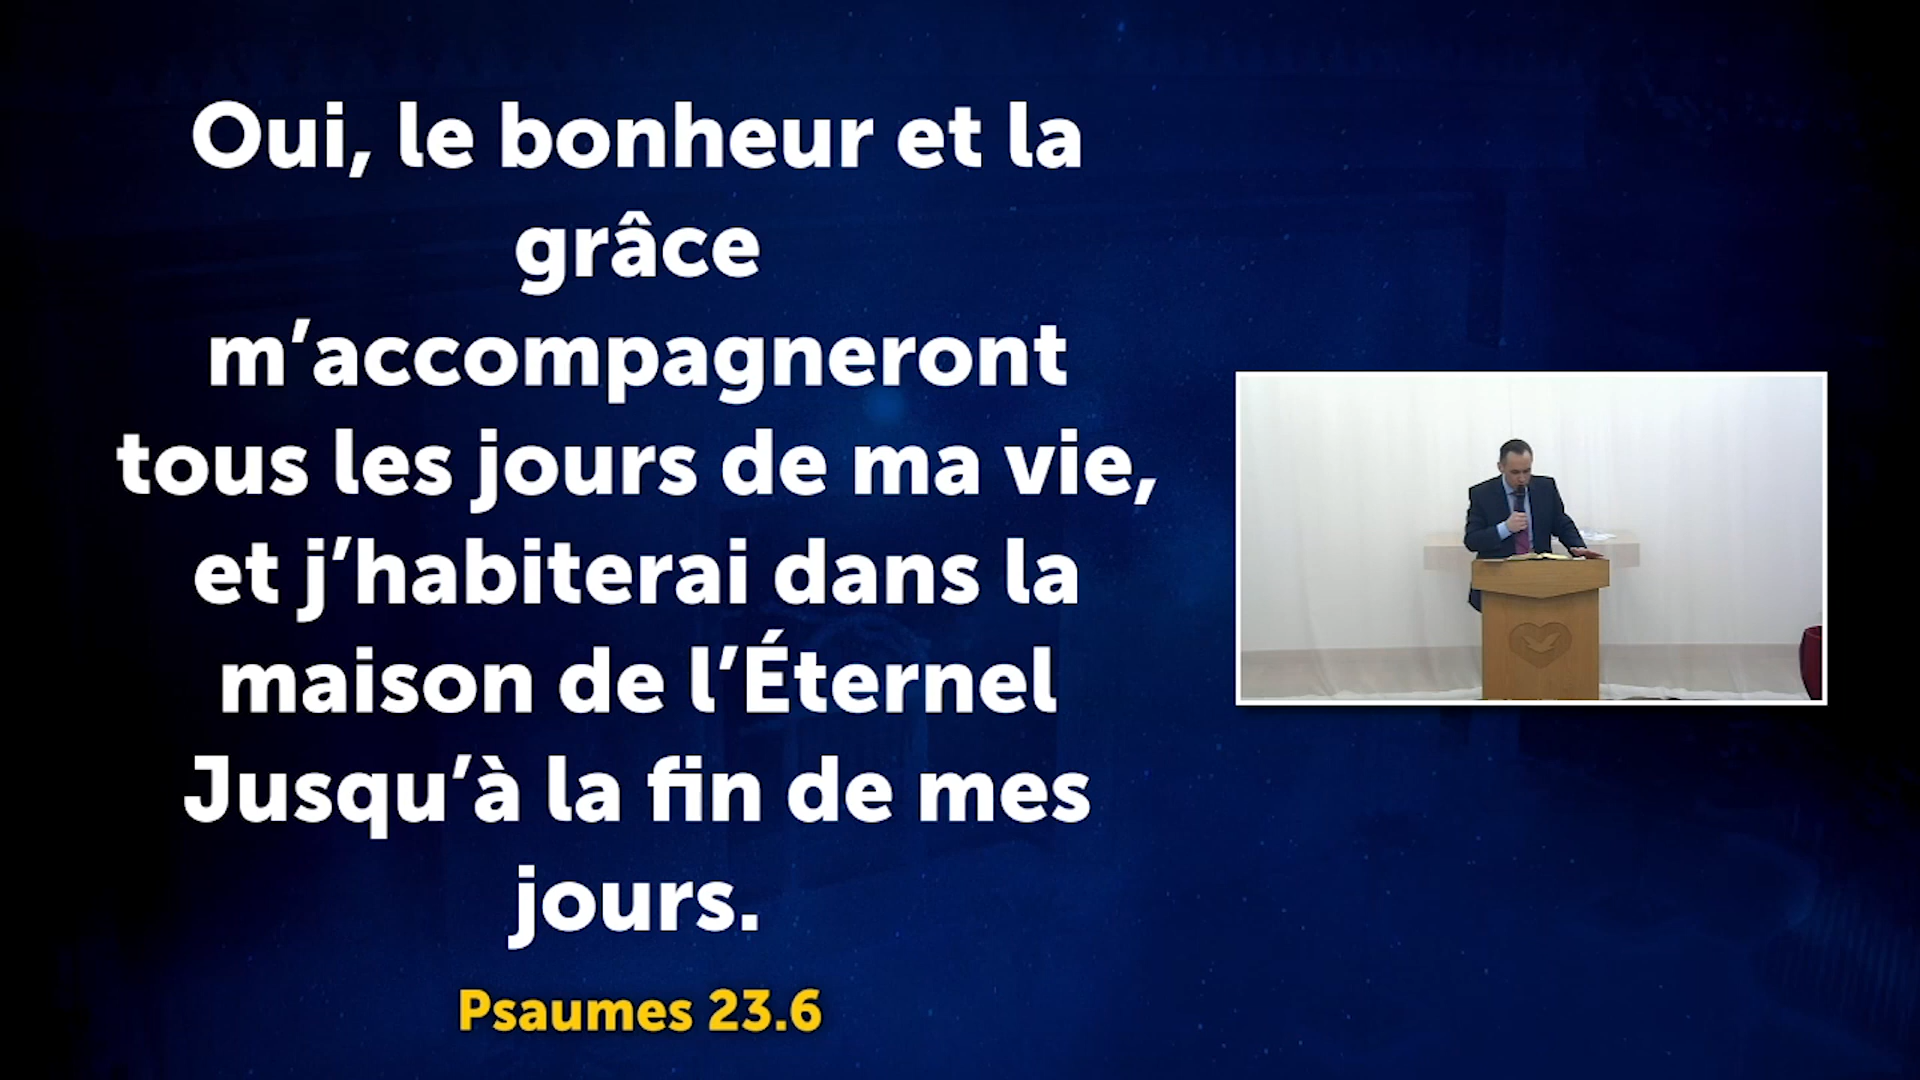 Oui, le bonheur et la
grâce
m’accompagneront
tous les jours de ma vie,
et j’habiterai dans la
maison de l’Éternel
Jusqu’à la fin de mes
jours.
Psaumes 23.6